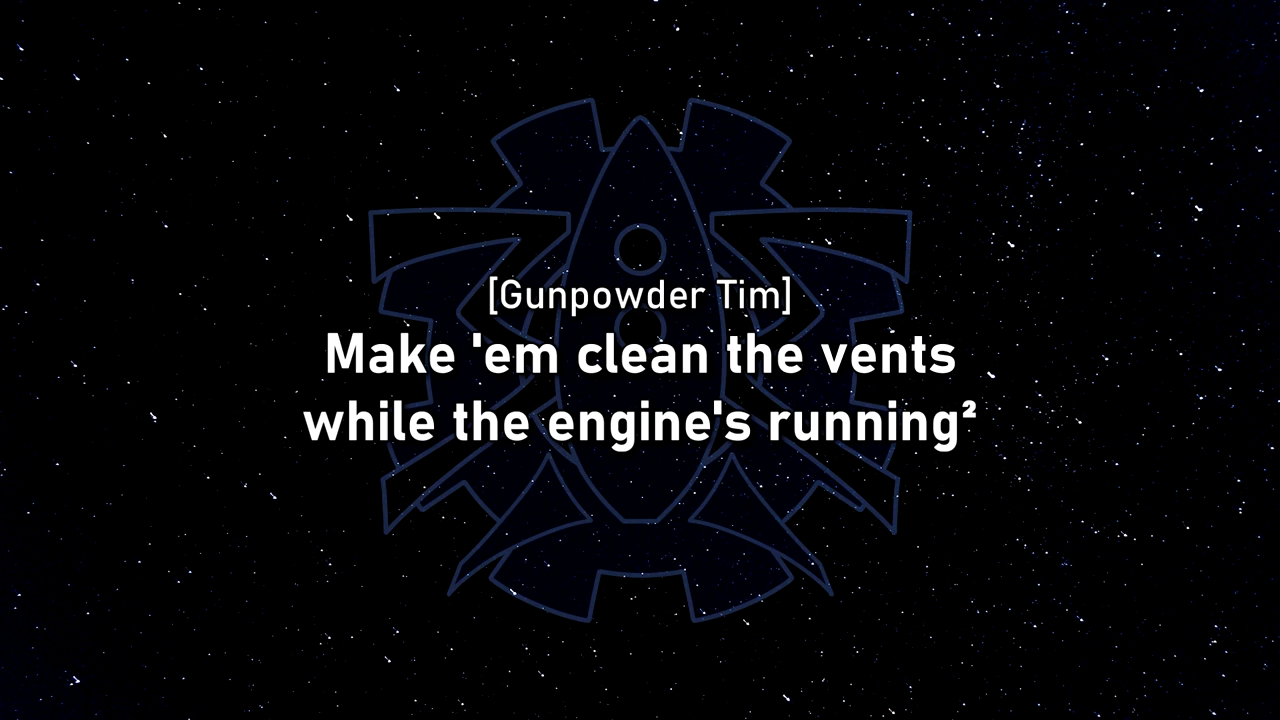 [Gunpowder Tim]
Make 'em clean the vents
while the engine's running²